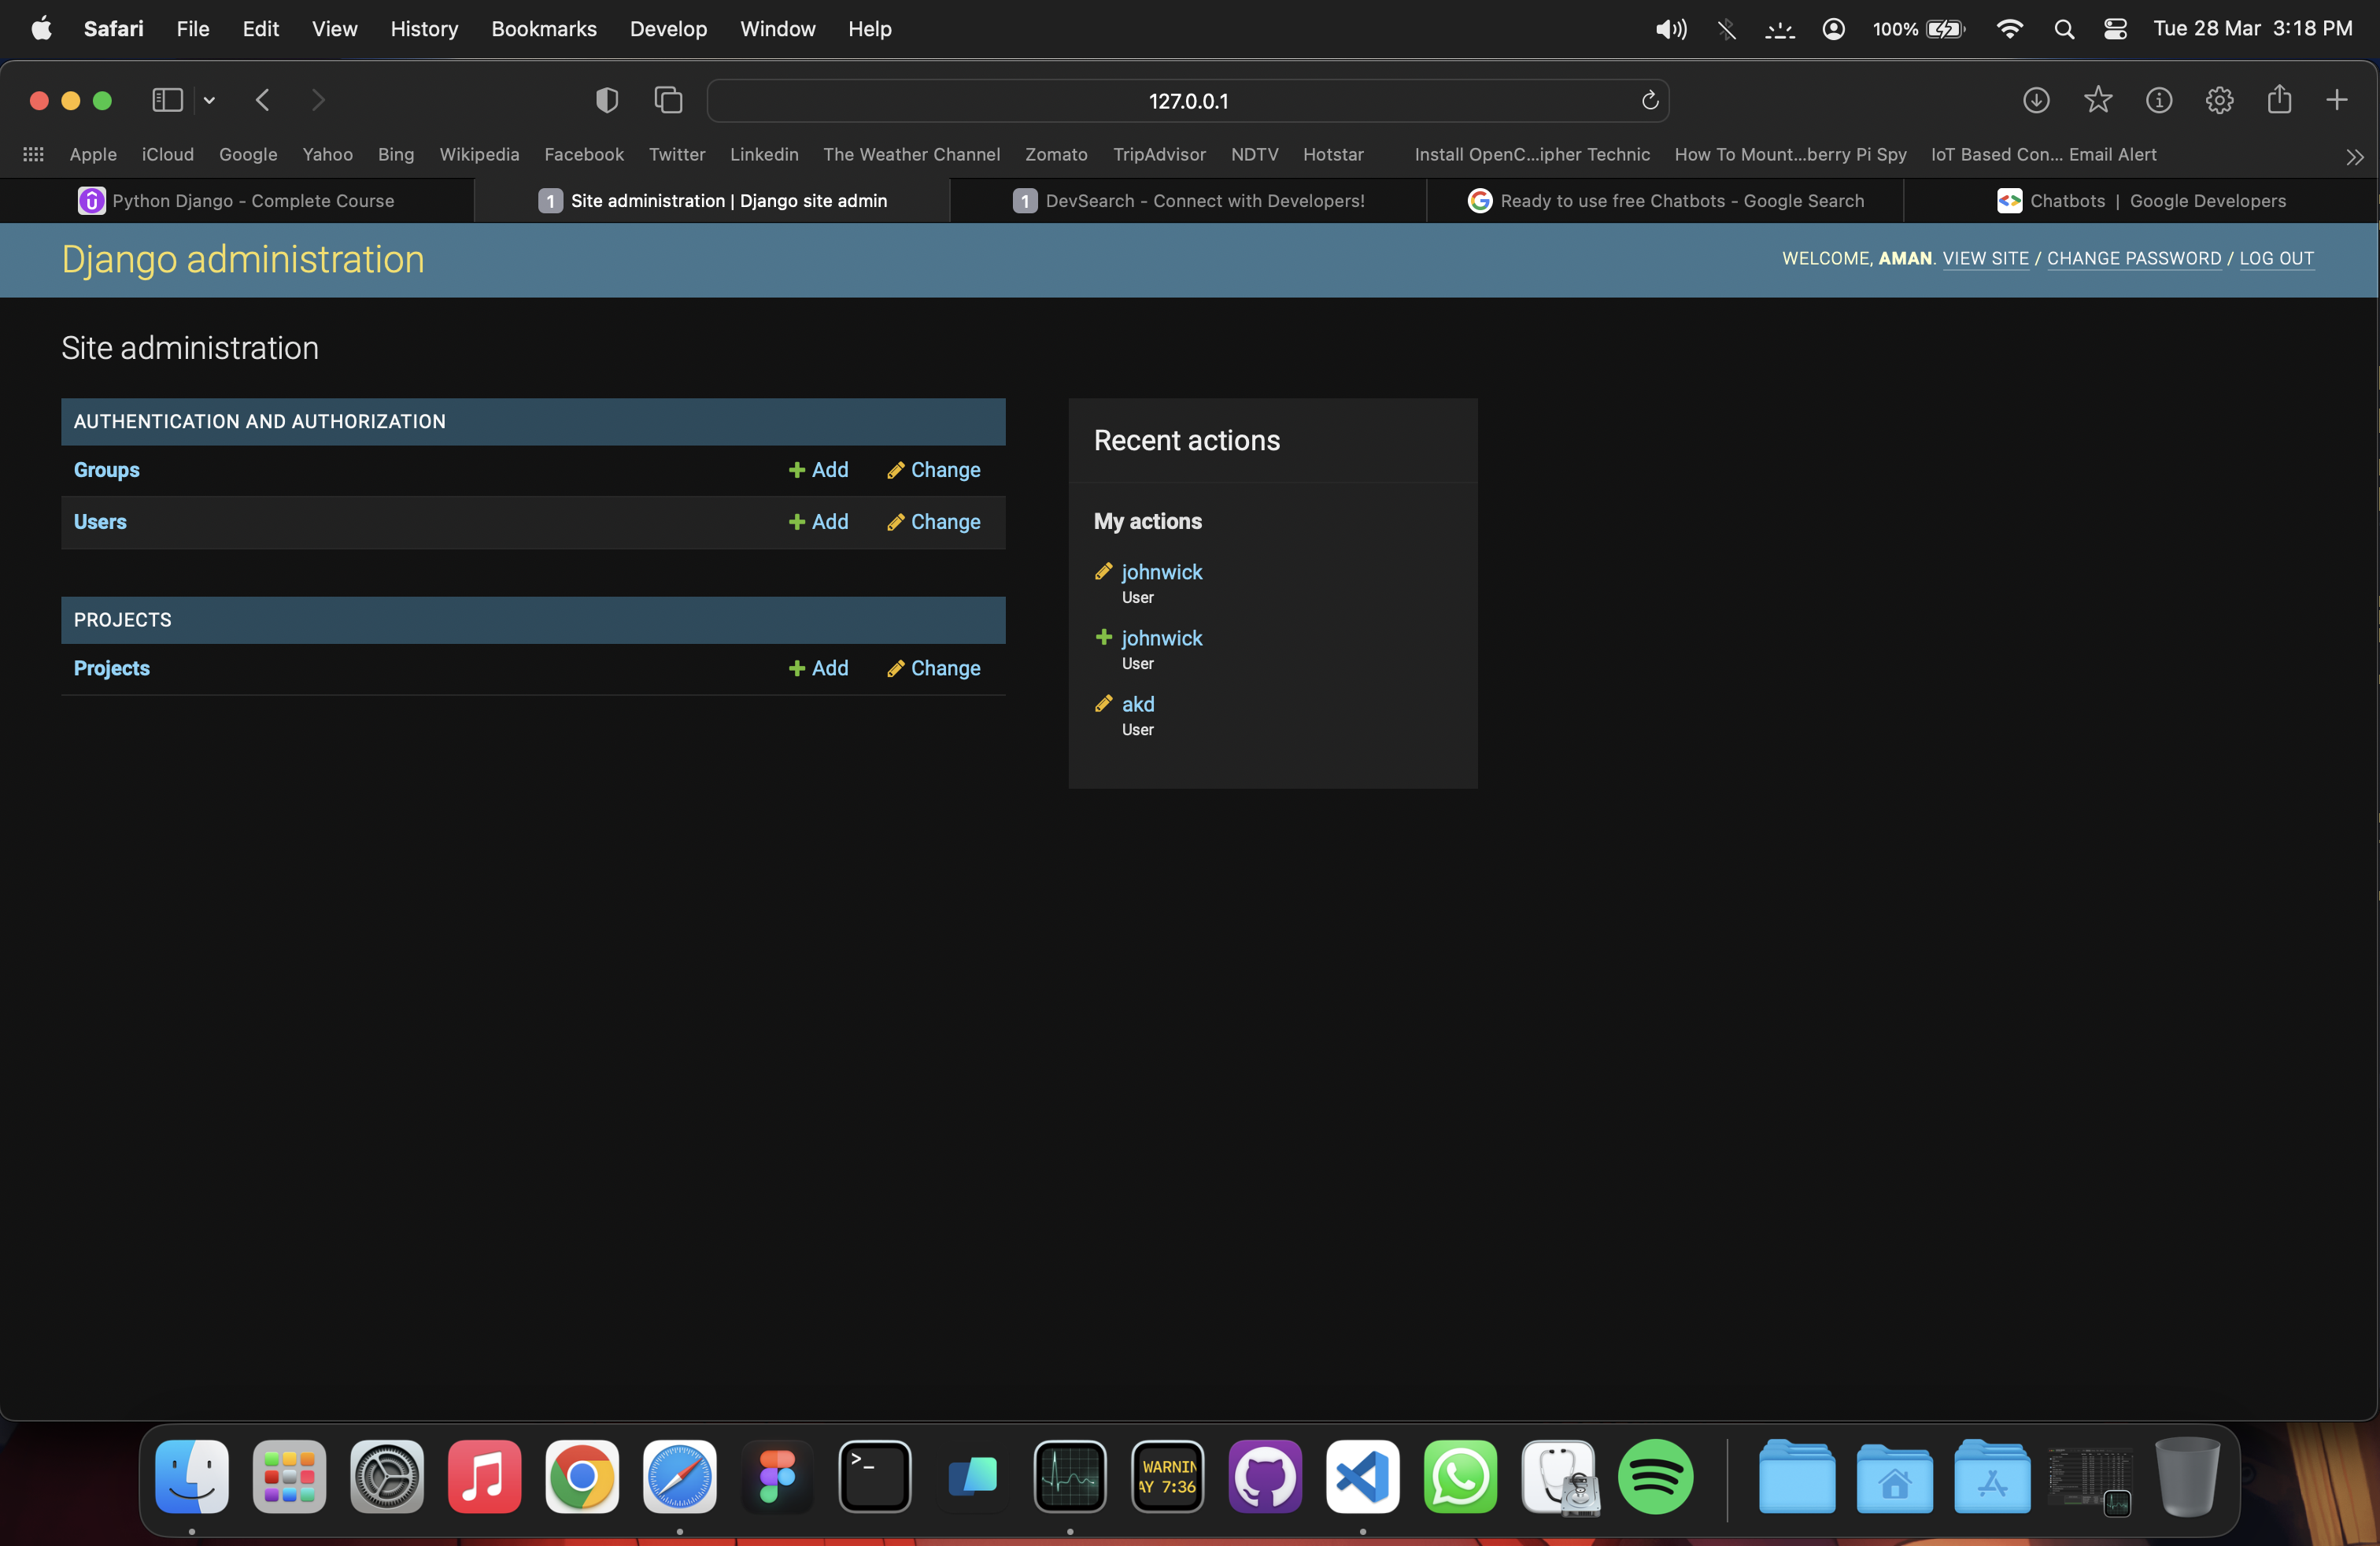 Safari File Edit View History Bookmarks Develop Window Help 100% Tue 28 Mar 3:18 PM
127.0.0.1
Apple iCloud Google Yahoo Bing Wikipedia Facebook Twitter Linkedin The Weather Channel Zomato TripAdvisor NDTV Hotstar Install OpenC...ipher Technic How To Mount...berry Pi Spy IoT Based Con... Email Alert
Python Django - Complete Course 1 Site administration | Django site admin 1 DevSearch - Connect with Developers! Ready to use free Chatbots - Google Search Chatbots | Google Developers
Django administration WELCOME, AMAN. VIEW SITE / CHANGE PASSWORD / LOG OUT
Site administration
AUTHENTICATION AND AUTHORIZATION
Groups Add Change
Users Add Change
PROJECTS
Projects Add Change
Recent actions
My actions
johnwick
User
johnwick
User
akd
User
WARNIN
AY 7:36